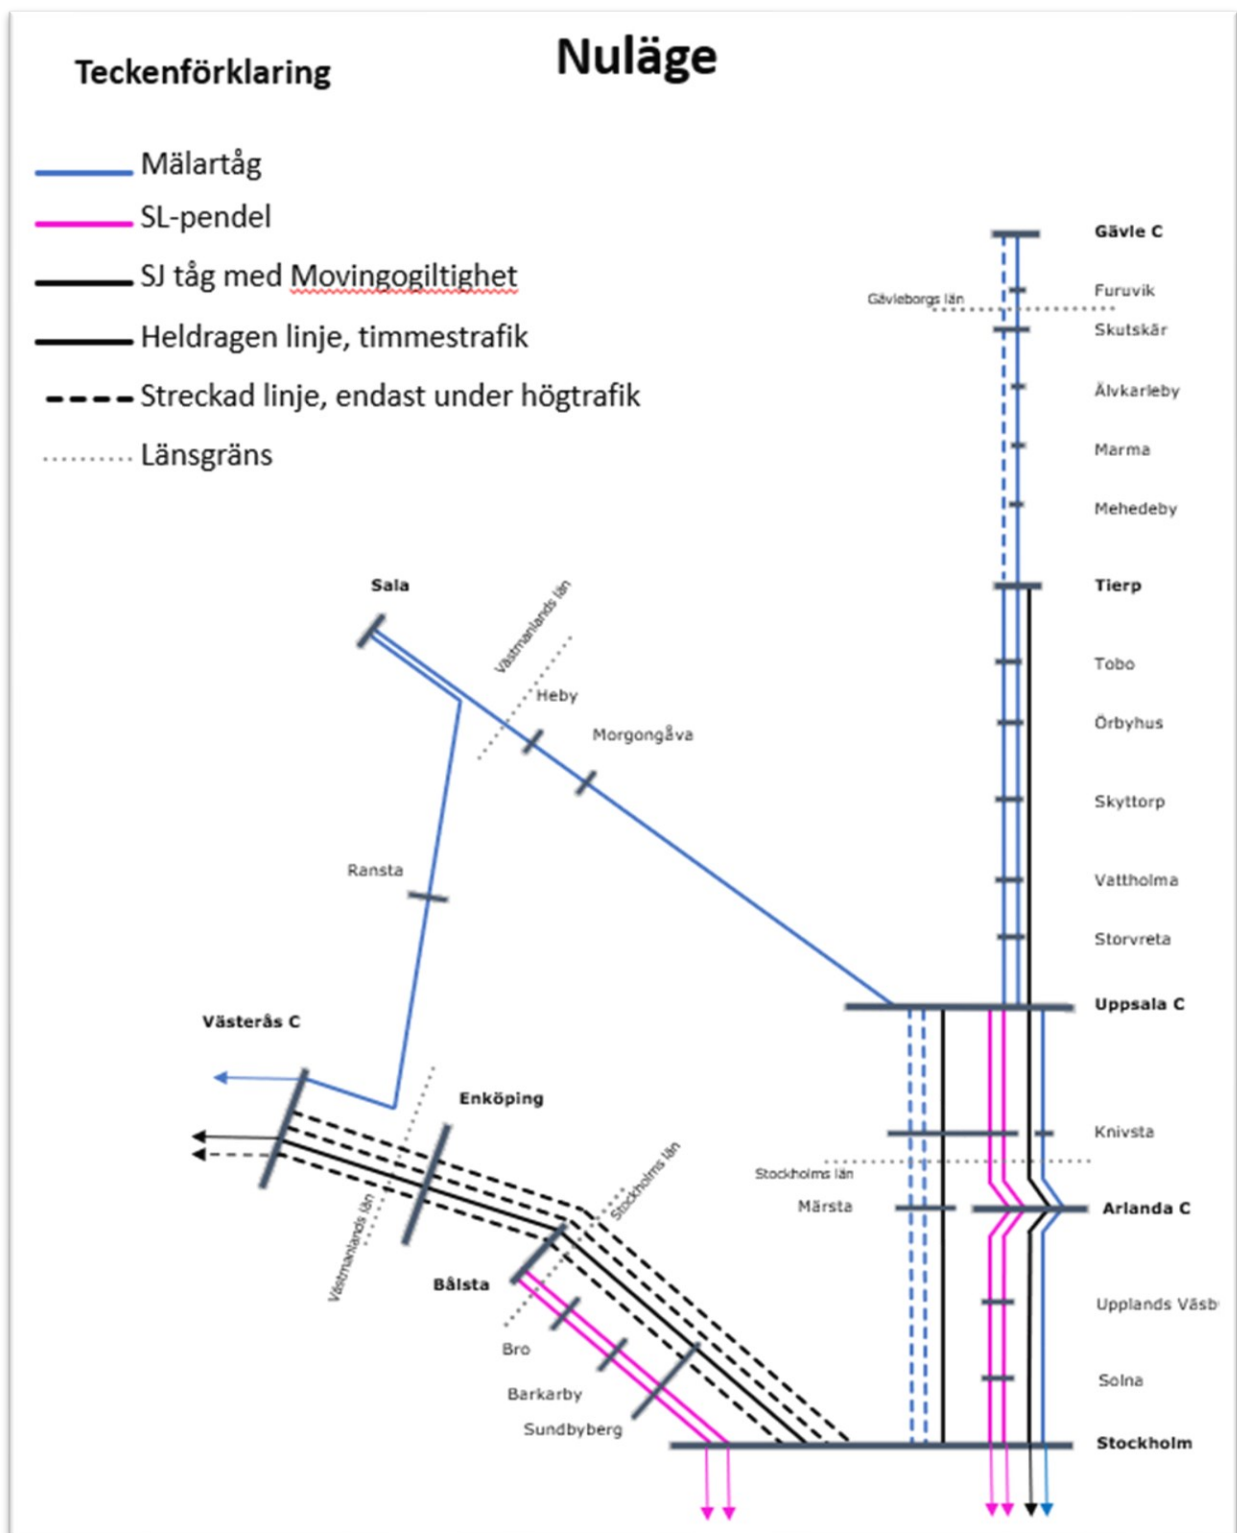 Nuläge
Teckenförklaring
Mälartåg
SL-pendel
SJ tåg med Movingogiltighet
Heldragen linje, timmestrafik
Streckad linje, endast under högtrafik
Länsgräns
Gävle C
Furuvik
Gävleborgs län
Skutskär
Älvkarleby
Marma
Mehedeby
Tierp
Tobo
Örbyhus
Skyttorp
Vattholma
Storvreta
Uppsala C
Knivsta
Stockholms län
Märsta
Arlanda C
Upplands Väsb
Solna
Stockholm
Sala
Västmanlands län
Heby
Morgongåva
Ransta
Västerås C
Enköping
Stockholms län
Västmanlands län
Bålsta
Bro
Barkarby
Sundbyberg